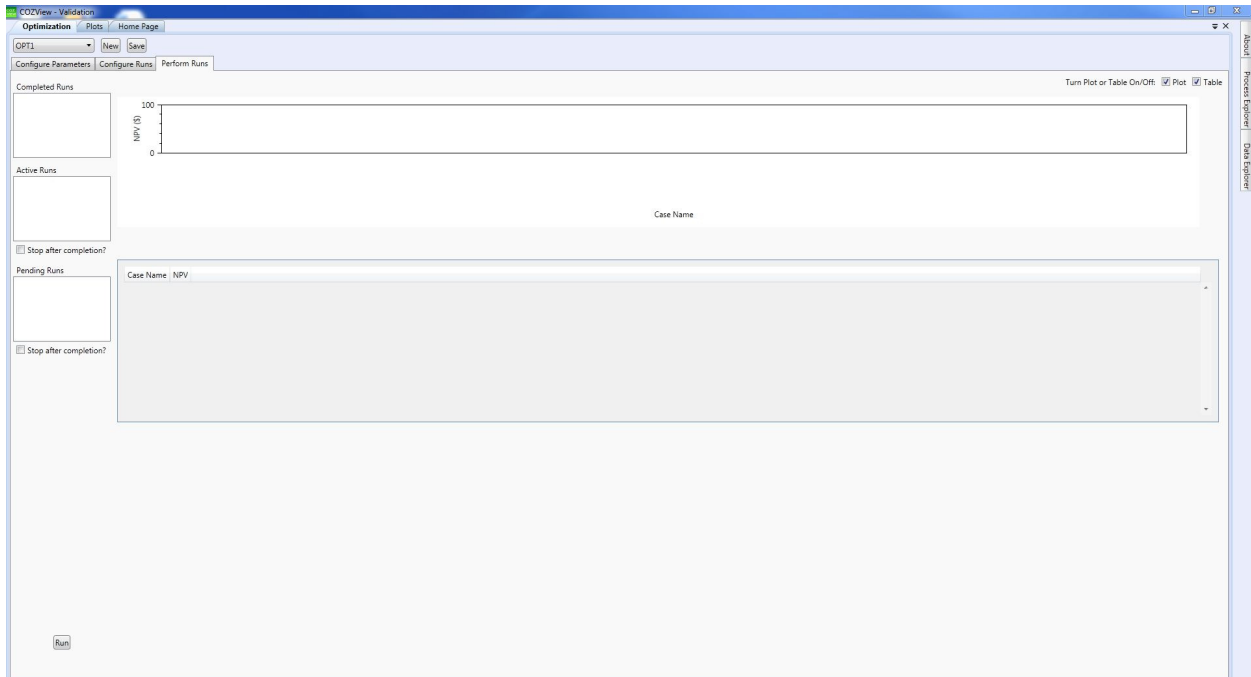 COZView - Validation
Optimization Plots Home Page
OPT1 New Save
Configure Parameters Configure Runs Perform Runs
Turn Plot or Table On/Off: Plot Table
Completed Runs
100
NPV ($)
0
Case Name
Active Runs
Stop after completion?
Pending Runs
Case Name NPV
Stop after completion?
Run
About
Process Explorer
Data Explorer